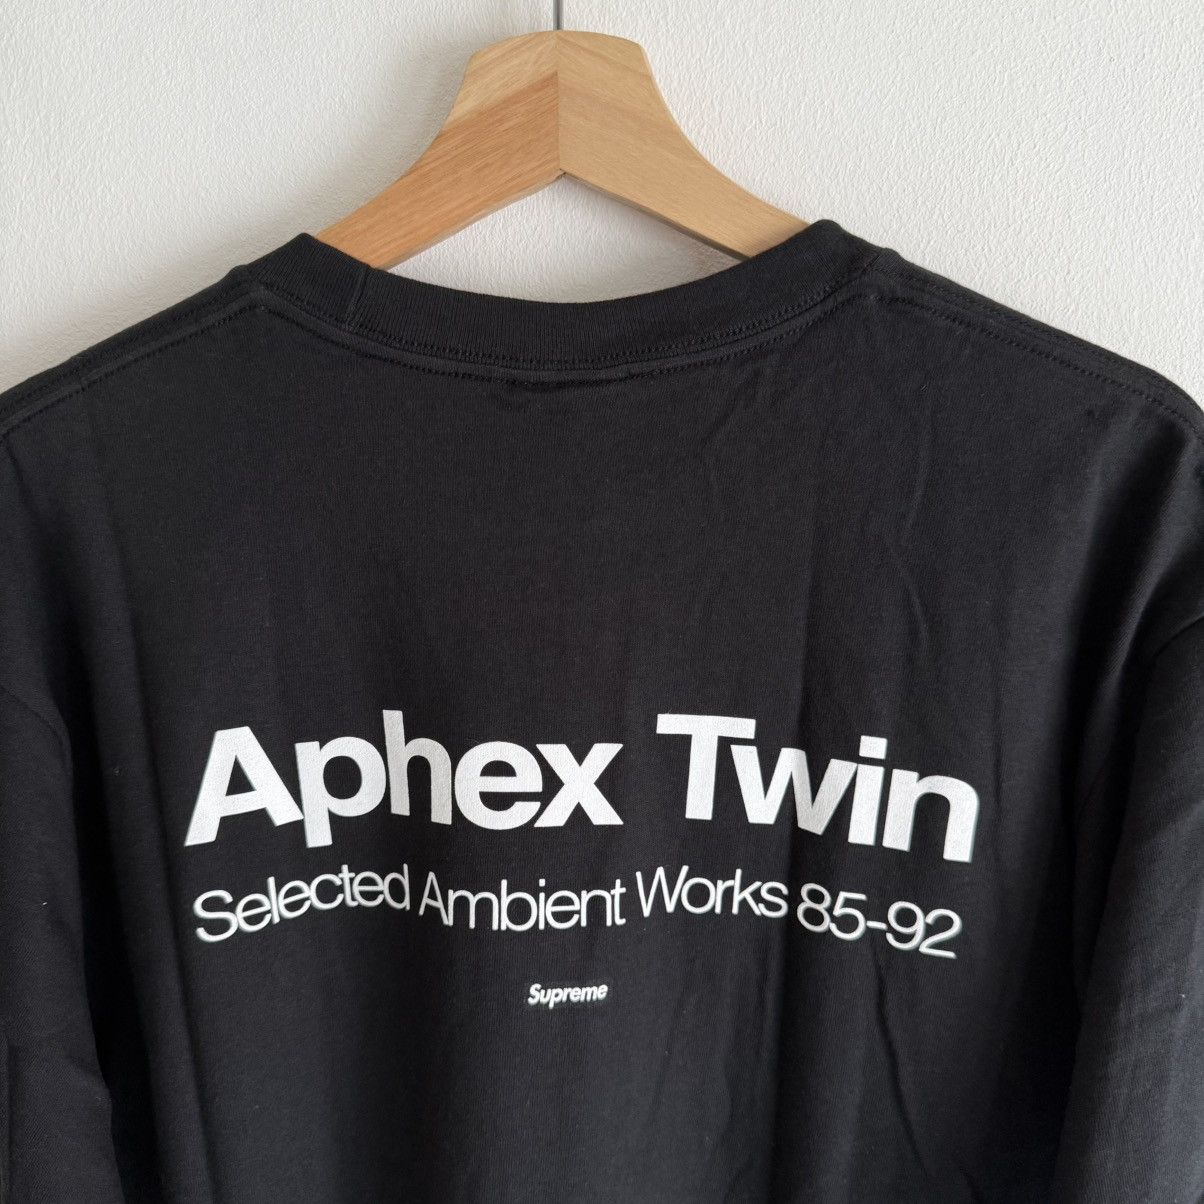 Aphex Twin
Selected Ambient Works 85-92
Supreme